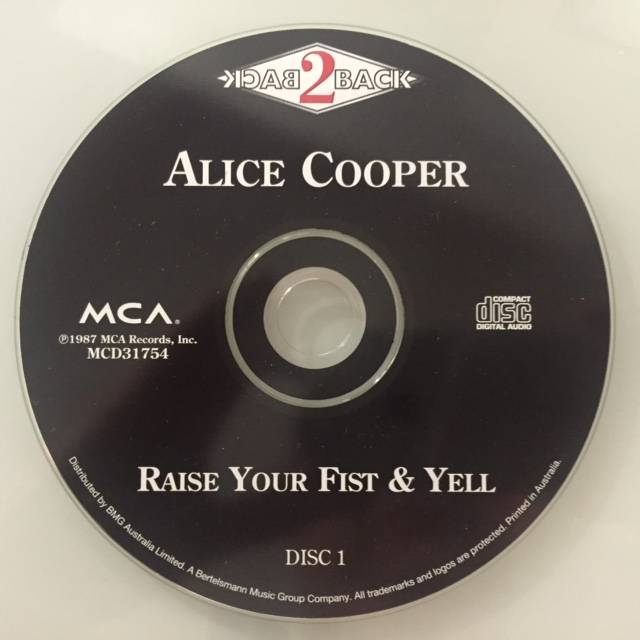 BACK 2 BACK
ALICE COOPER
MCA®
COMPACT
disc
DIGITAL AUDIO
℗1987 MCA Records, Inc.
MCD31754
RAISE YOUR FIST & YELL
DISC 1
Distributed by BMG Australia Limited. A Bertelsmann Music Group Company. All trademarks and logos are protected. Printed in Australia.